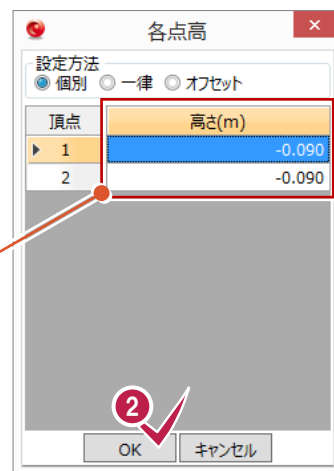 各点高
設定方法
個別 一律 オフセット
頂点 高さ(m)
1 -0.090
2 -0.090
2
OK キャンセル